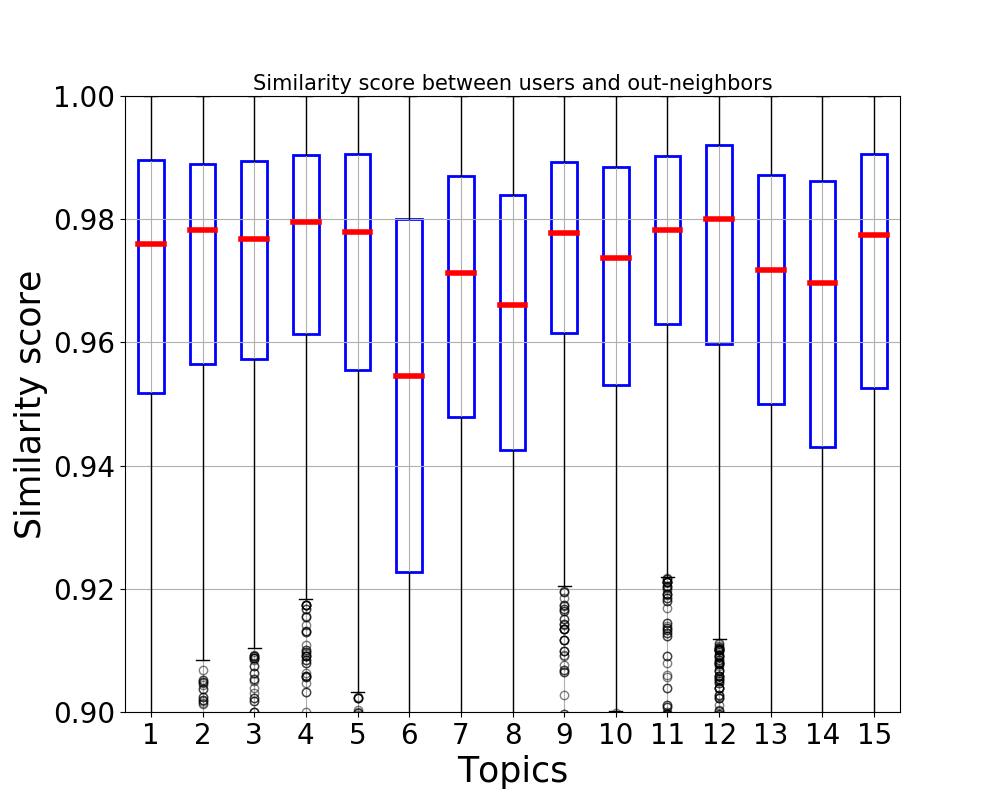 Similarity score between users and out-neighbors
Similarity score
1.00
0.98
0.96
0.94
0.92
0.90
1 2 3 4 5 6 7 8 9 10 11 12 13 14 15
Topics